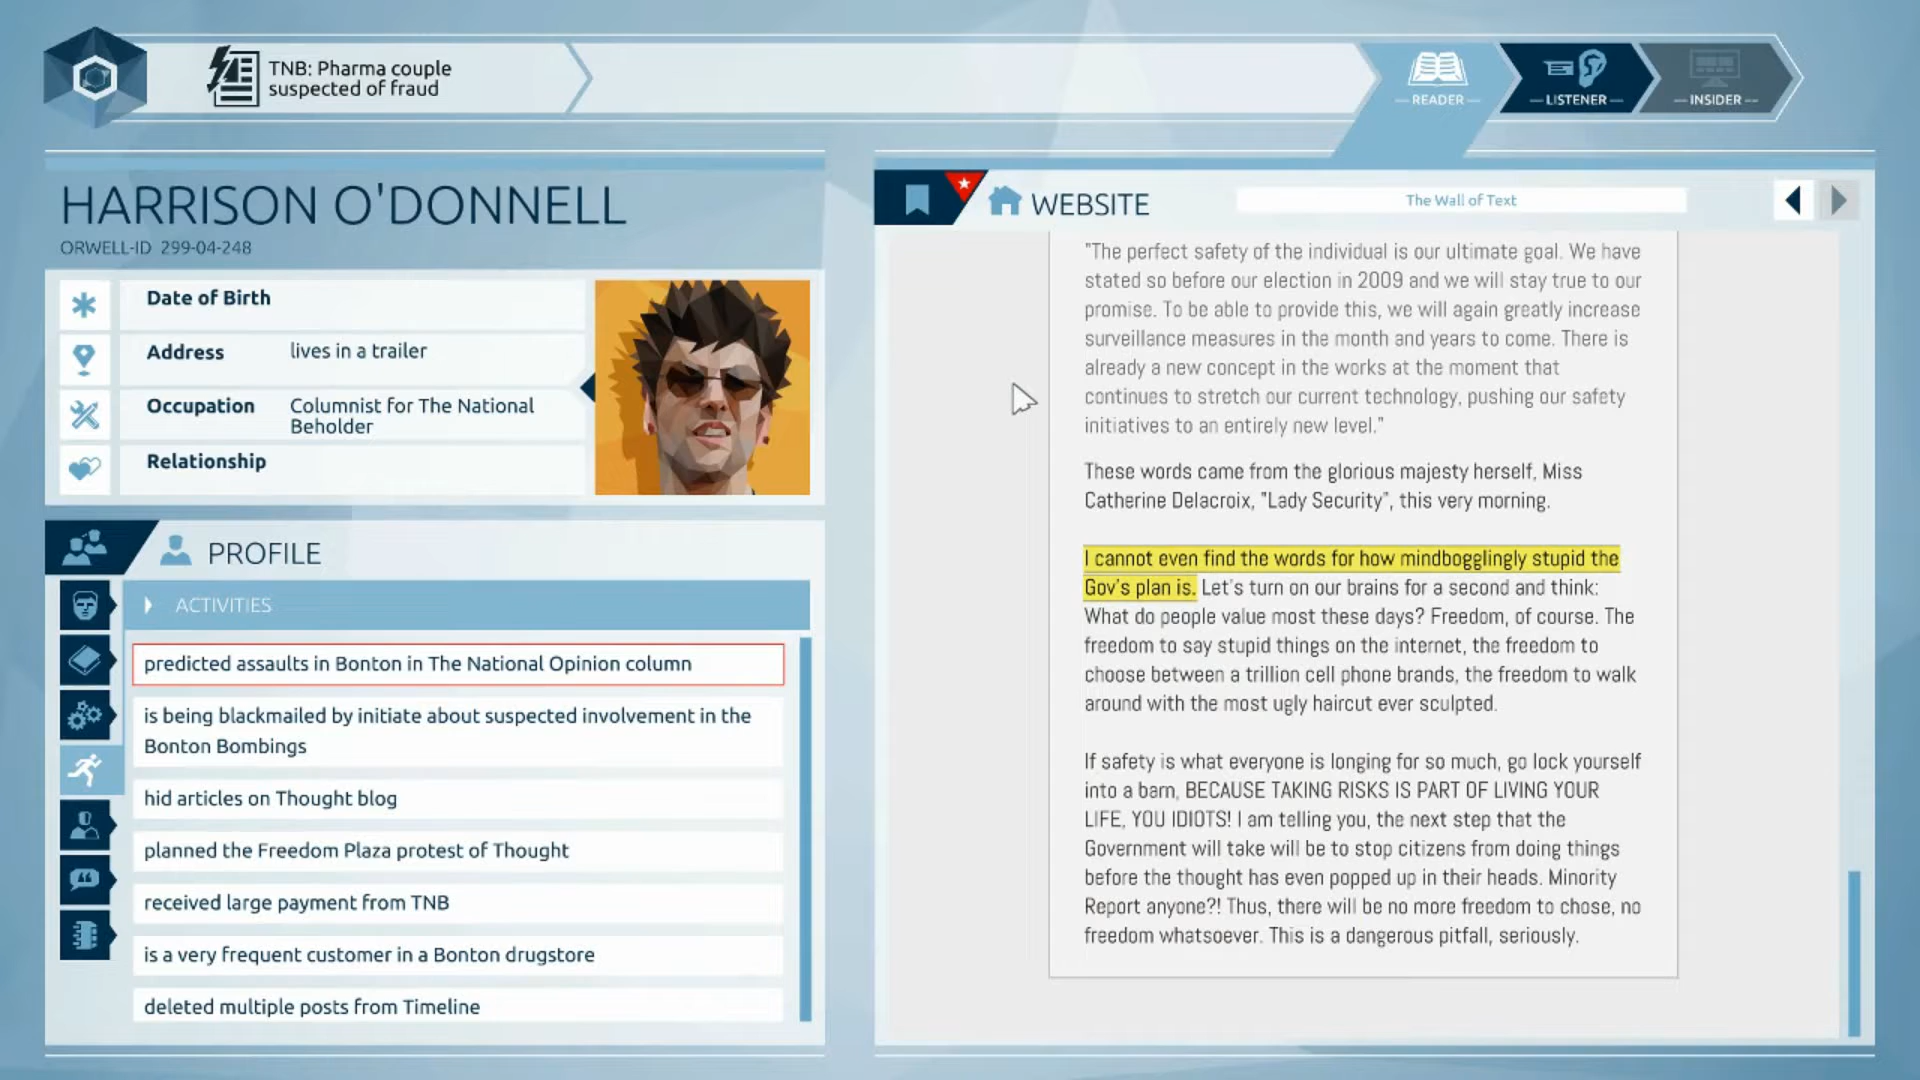 TNB: Pharma couple
suspected of fraud
READER
LISTENER
INSIDER
HARRISON O'DONNELL
ORWELL-ID 299-04-248
Date of Birth
Address lives in a trailer
Occupation Columnist for The National
Beholder
Relationship
PROFILE
ACTIVITIES
predicted assaults in Bonton in The National Opinion column
is being blackmailed by initiate about suspected involvement in the
Bonton Bombings
hid articles on Thought blog
planned the Freedom Plaza protest of Thought
received large payment from TNB
is a very frequent customer in a Bonton drugstore
deleted multiple posts from Timeline
WEBSITE
The Wall of Text
"The perfect safety of the individual is our ultimate goal. We have
stated so before our election in 2009 and we will stay true to our
promise. To be able to provide this, we will again greatly increase
surveillance measures in the month and years to come. There is
already a new concept in the works at the moment that
continues to stretch our current technology, pushing our safety
initiatives to an entirely new level."
These words came from the glorious majesty herself, Miss
Catherine Delacroix, "Lady Security", this very morning.
I cannot even find the words for how mindbogglingly stupid the
Gov's plan is. Let's turn on our brains for a second and think:
What do people value most these days? Freedom, of course. The
freedom to say stupid things on the internet, the freedom to
choose between a trillion cell phone brands, the freedom to walk
around with the most ugly haircut ever sculpted.
If safety is what everyone is longing for so much, go lock yourself
into a barn, BECAUSE TAKING RISKS IS PART OF LIVING YOUR
LIFE, YOU IDIOTS! I am telling you, the next step that the
Government will take will be to stop citizens from doing things
before the thought has even popped up in their heads. Minority
Report anyone?! Thus, there will be no more freedom to chose, no
freedom whatsoever. This is a dangerous pitfall, seriously.